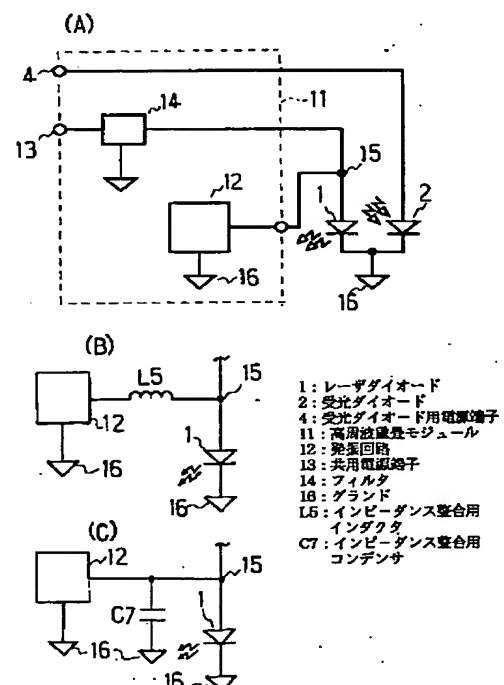 (A)
4
13
14
11
12
15
1
2
16
16
(B)
L5
15
12
1
16
16
(C)
12
15
C7
1
16
16
1:レーザダイオード
2:受光ダイオード
4:受光ダイオード用電源端子
11:高周波重畳モジュール
12:発振回路
13:共用電源端子
14:フィルタ
16:グランド
L5:インピーダンス整合用
インダクタ
C7:インピーダンス整合用
コンデンサ